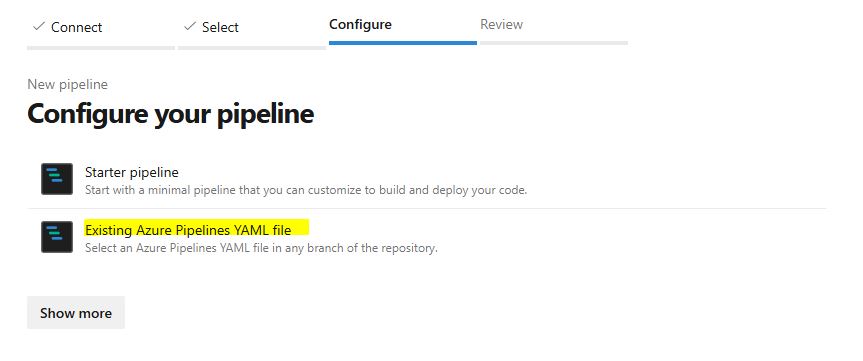 Connect
Select
Configure
Review
New pipeline
Configure your pipeline
Starter pipeline
Start with a minimal pipeline that you can customize to build and deploy your code.
Existing Azure Pipelines YAML file
Select an Azure Pipelines YAML file in any branch of the repository.
Show more